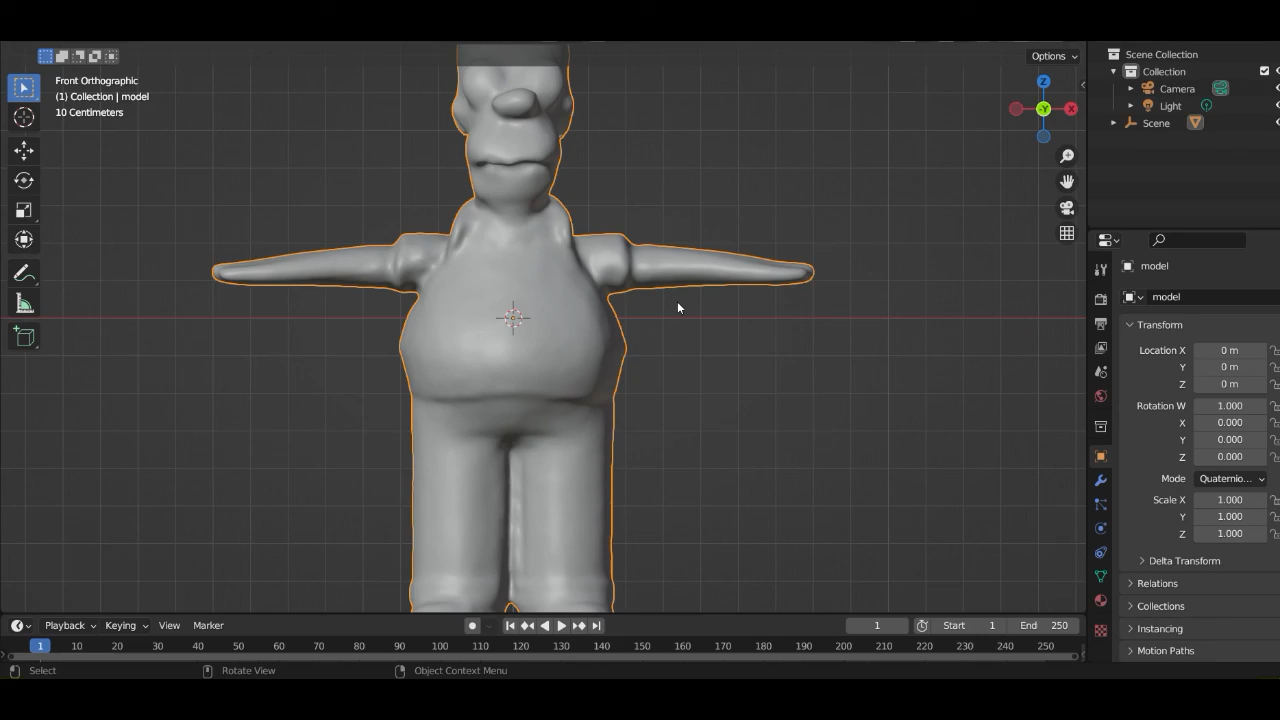 Options
Scene Collection
Collection
Camera
Light
Scene
Front Orthographic
(1) Collection | model
10 Centimeters
Z
X
-Y
model
model
Transform
Location X 0 m
Y 0 m
Z 0 m
Rotation W 1.000
X 0.000
Y 0.000
Z 0.000
Mode Quaternio...
Scale X 1.000
Y 1.000
Z 1.000
Delta Transform
Relations
Collections
Instancing
Motion Paths
Playback Keying View Marker 1 Start 1 End 250
1 10 20 30 40 50 60 70 80 90 100 110 120 130 140 150 160 170 180 190 200 210 220 230 240 250
Select Rotate View Object Context Menu